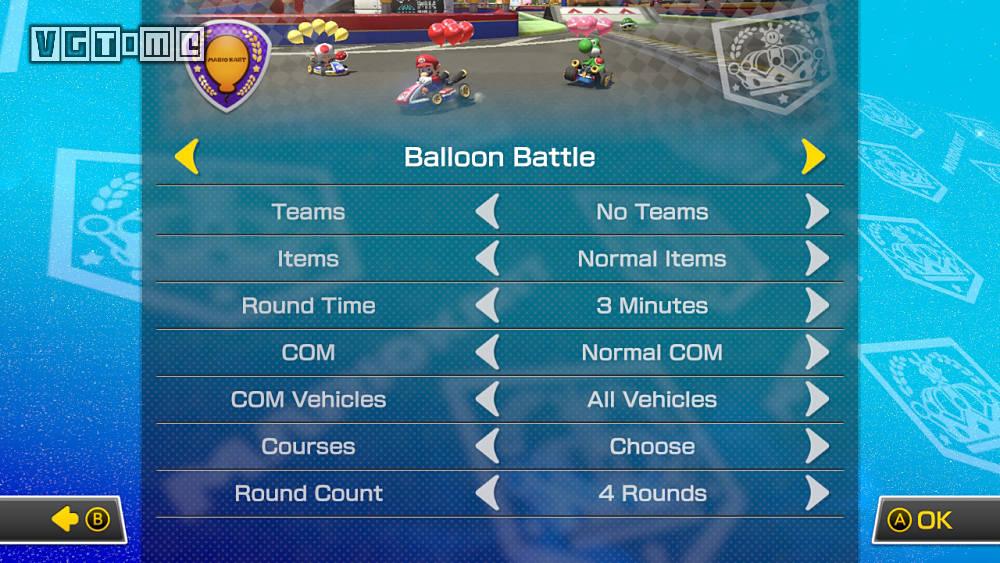 VGTIME
MARIO KART
Balloon Battle
Teams No Teams
Items Normal Items
Round Time 3 Minutes
COM Normal COM
COM Vehicles All Vehicles
Courses Choose
Round Count 4 Rounds
B
A OK